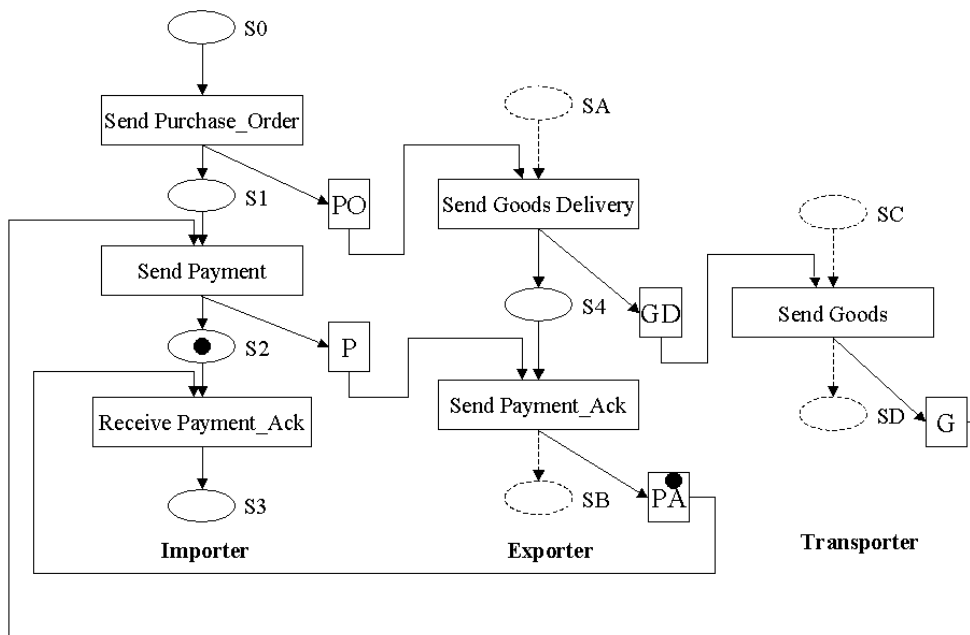 S0
Send Purchase_Order
SA
S1
PO
Send Goods Delivery
SC
Send Payment
S4
GD
Send Goods
S2
P
Receive Payment_Ack
Send Payment_Ack
SD
G
S3
SB
PA
Importer
Exporter
Transporter